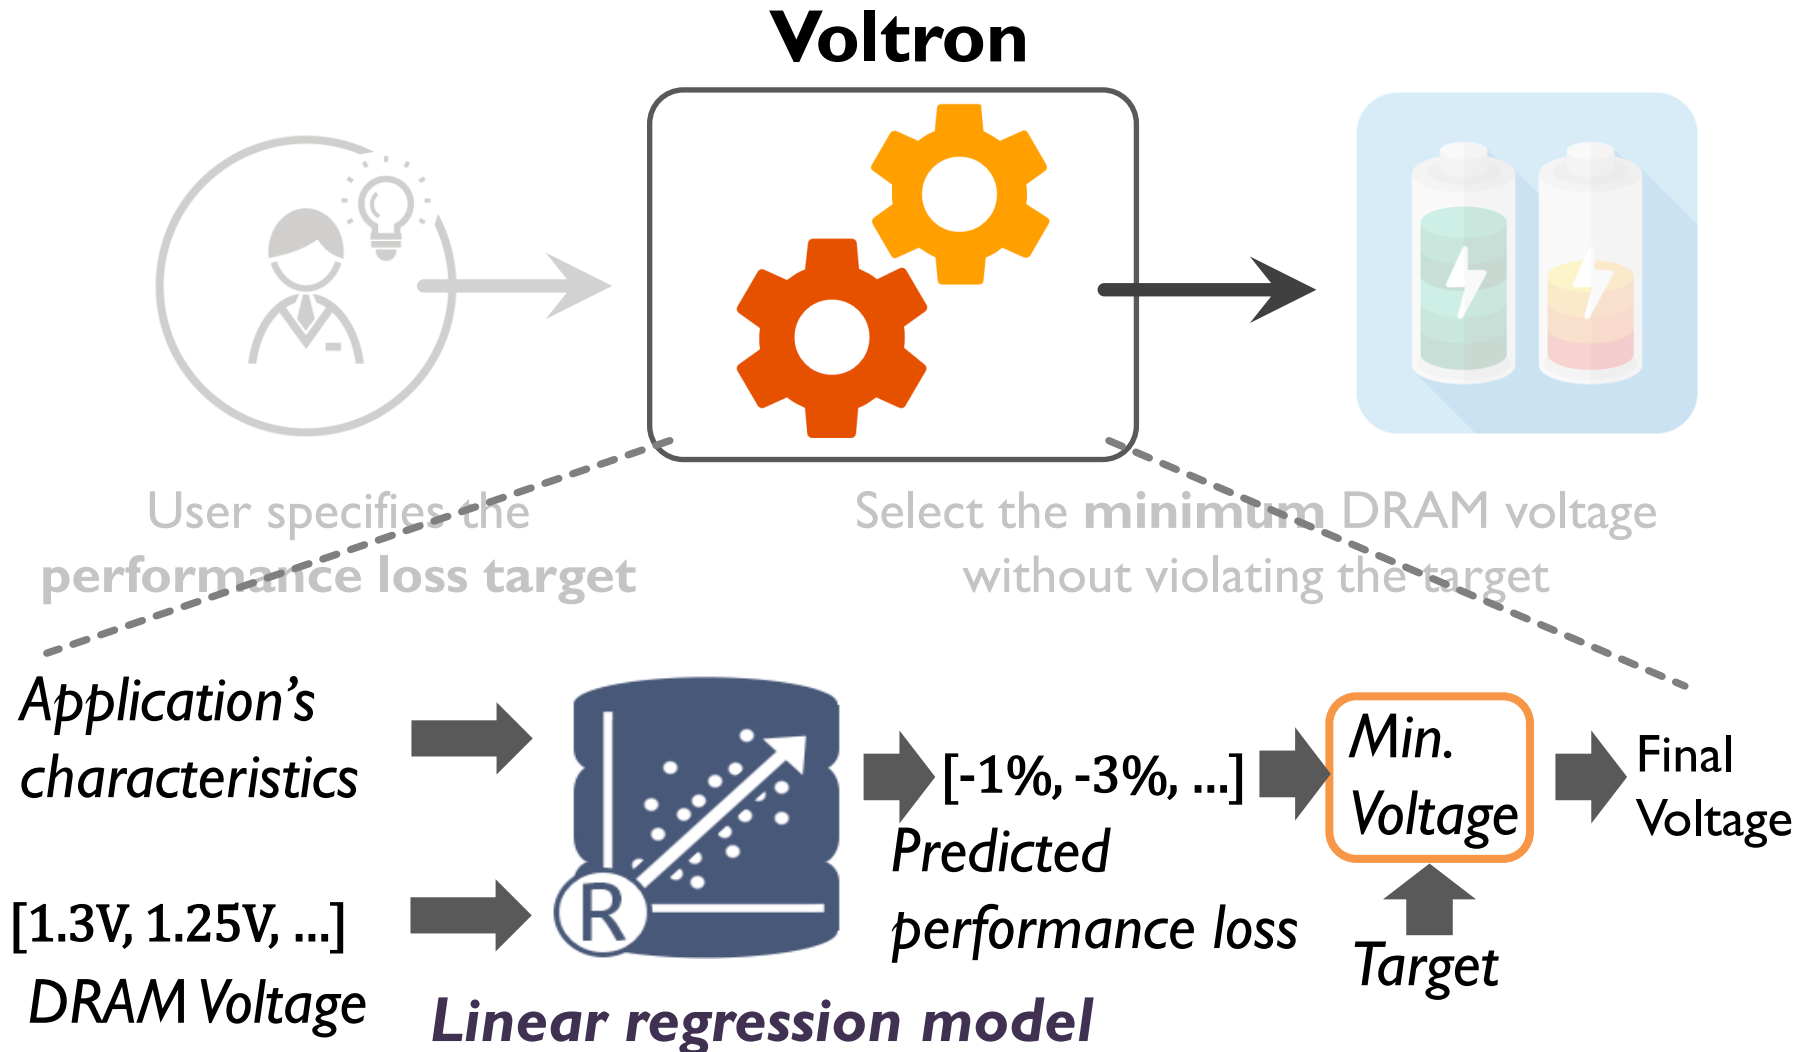 Voltron
User specifies the
performance loss target
Select the minimum DRAM voltage
without violating the target
Application’s
characteristics
[1.3V, 1.25V, ...]
DRAM Voltage
R
Linear regression model
[-1%, -3%, ...]
Predicted
performance loss
Min.
Voltage
Target
Final
Voltage